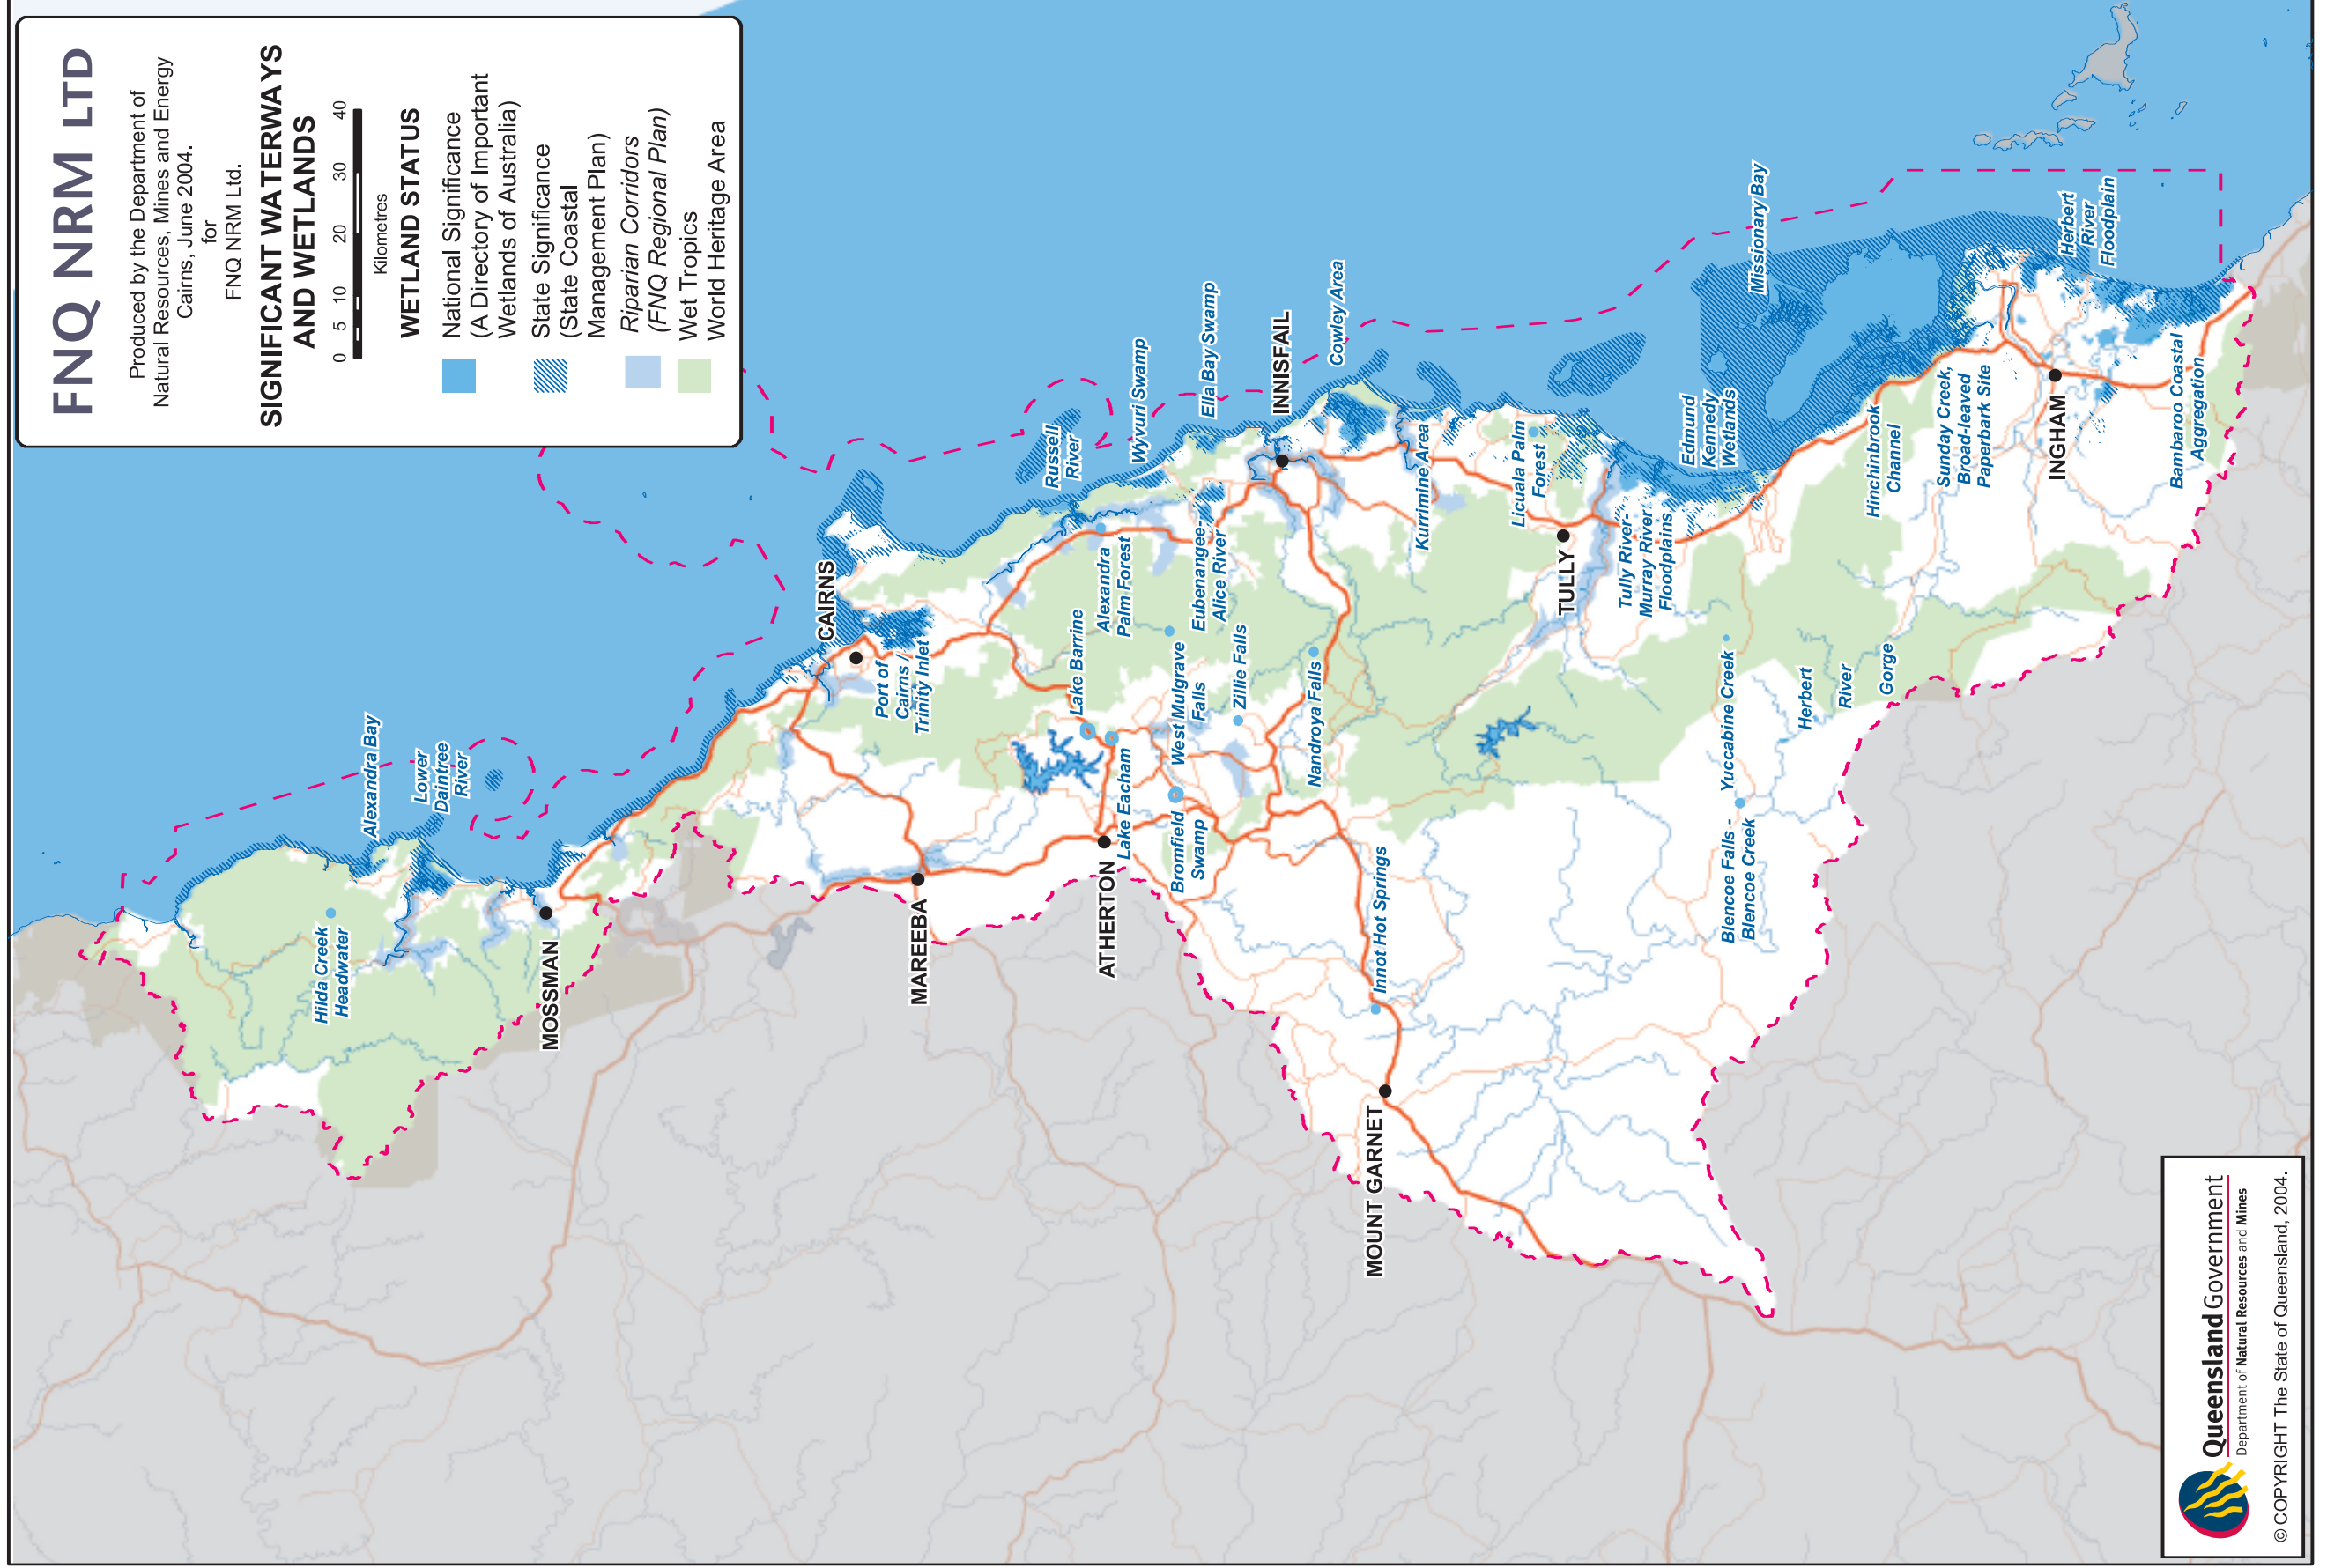 FNQ NRM LTD
Produced by the Department of
Natural Resources, Mines and Energy
Cairns, June 2004.
for
FNQ NRM Ltd.
SIGNIFICANT WATERWAYS
AND WETLANDS
0 5 10 20 30 40
Kilometres
WETLAND STATUS
National Significance
(A Directory of Important
Wetlands of Australia)
State Significance
(State Coastal
Management Plan)
Riparian Corridors
(FNQ Regional Plan)
Wet Tropics
World Heritage Area
Alexandra Bay
Lower
Daintree
River
Hilda Creek
Headwater
MOSSMAN
CAIRNS
Port of
Cairns /
Trinity Inlet
MAREEBA
ATHERTON
Lake Barrine
Lake Eacham
Russell
River
Alexandra
Palm Forest
Wyvuri Swamp
West Mulgrave
Falls
Bromfield
Swamp
Eubenangee-
Alice River
Ella Bay Swamp
Zillie Falls
INNISFAIL
Nandroya Falls
Cowley Area
Innot Hot Springs
MOUNT GARNET
Kurrimine Area
Licuala Palm
Forest
TULLY
Tully River-
Murray River
Floodplains
Edmund
Kennedy
Wetlands
Missionary Bay
Yuccabine Creek
Blencoe Falls -
Blencoe Creek
Herbert
River
Gorge
Hinchinbrook
Channel
Sunday Creek,
Broad-leaved
Paperbark Site
INGHAM
Herbert
River
Floodplain
Bambaroo Coastal
Aggregation
Queensland Government
Department of Natural Resources and Mines
© COPYRIGHT The State of Queensland, 2004.